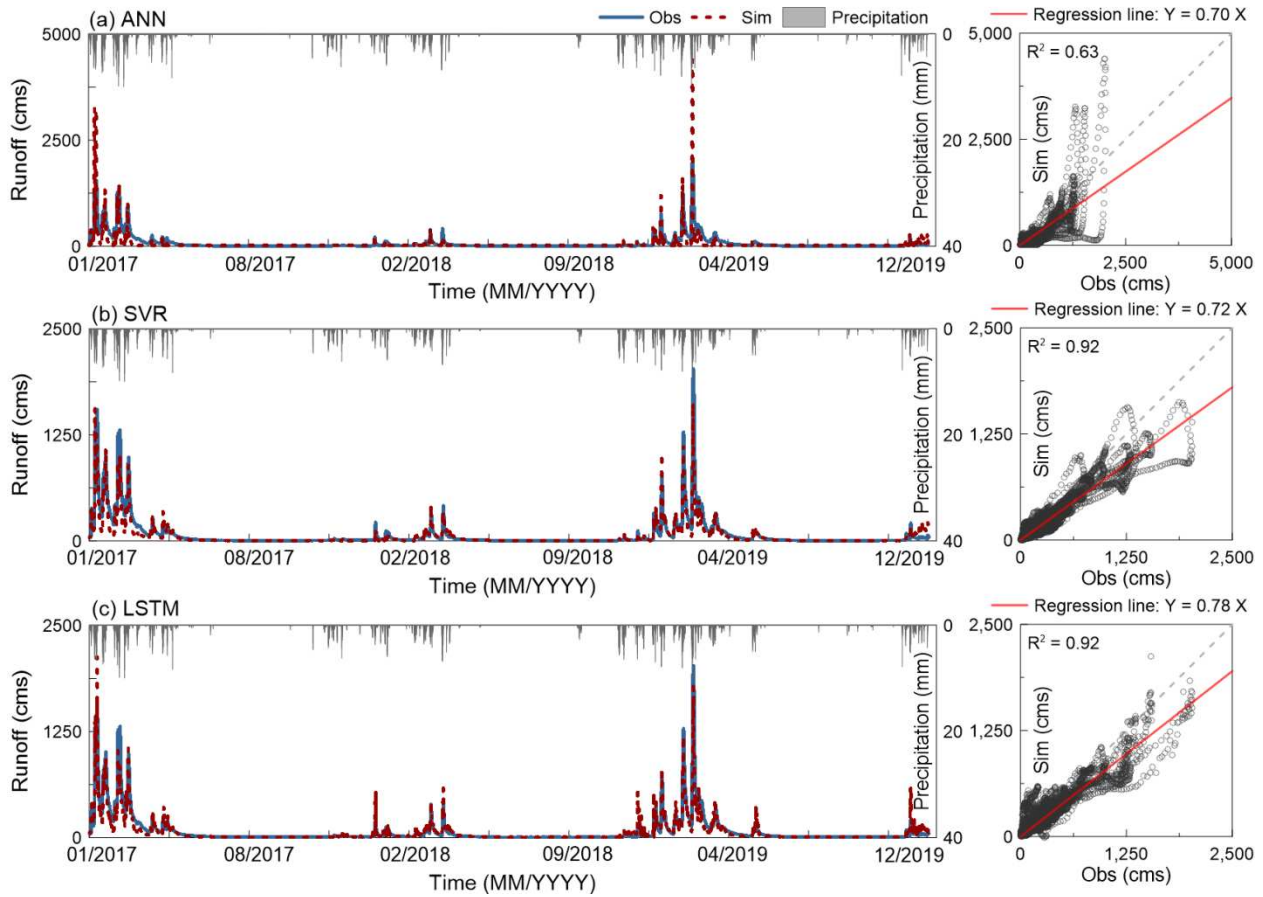 (a) ANN
Obs Sim Precipitation
Regression line: Y = 0.70 X
5000
2500
0
Runoff (cms)
01/2017 08/2017 02/2018 09/2018 04/2019 12/2019
Time (MM/YYYY)
0
20
40
Precipitation (mm)
R² = 0.63
5,000
2,500
0
Sim (cms)
0 2,500 5,000
Obs (cms)
(b) SVR
Regression line: Y = 0.72 X
2500
1250
0
Runoff (cms)
01/2017 08/2017 02/2018 09/2018 04/2019 12/2019
Time (MM/YYYY)
0
20
40
Precipitation (mm)
R² = 0.92
2,500
1,250
0
Sim (cms)
0 1,250 2,500
Obs (cms)
(c) LSTM
Regression line: Y = 0.78 X
2500
1250
0
Runoff (cms)
01/2017 08/2017 02/2018 09/2018 04/2019 12/2019
Time (MM/YYYY)
0
20
40
Precipitation (mm)
R² = 0.92
2,500
1,250
0
Sim (cms)
0 1,250 2,500
Obs (cms)